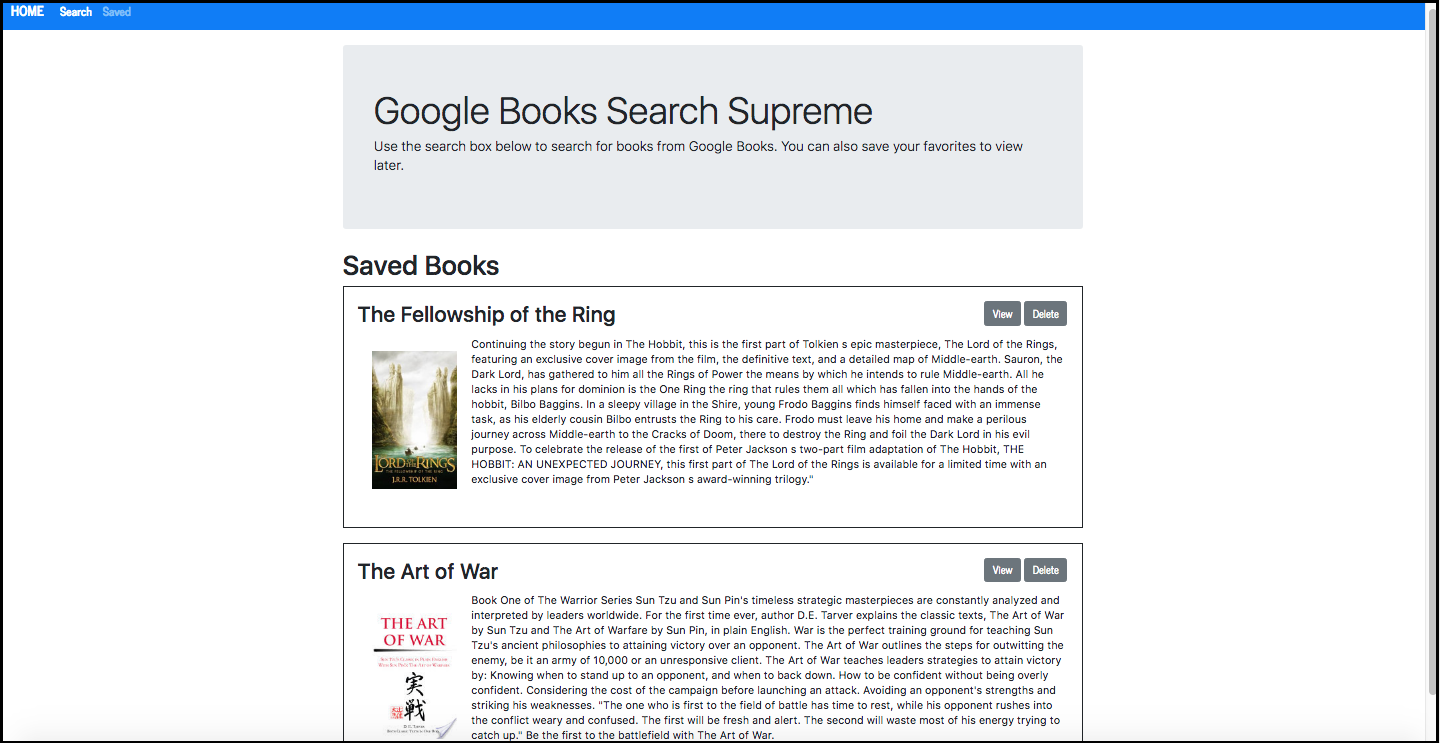 HOME Search Saved
Google Books Search Supreme
Use the search box below to search for books from Google Books. You can also save your favorites to view
later.
Saved Books
The Fellowship of the Ring
View Delete
Continuing the story begun in The Hobbit, this is the first part of Tolkien s epic masterpiece, The Lord of the Rings,
featuring an exclusive cover image from the film, the definitive text, and a detailed map of Middle-earth. Sauron, the
Dark Lord, has gathered to him all the Rings of Power the means by which he intends to rule Middle-earth. All he
lacks in his plans for dominion is the One Ring the ring that rules them all which has fallen into the hands of the
hobbit, Bilbo Baggins. In a sleepy village in the Shire, young Frodo Baggins finds himself faced with an immense
task, as his elderly cousin Bilbo entrusts the Ring to his care. Frodo must leave his home and make a perilous
journey across Middle-earth to the Cracks of Doom, there to destroy the Ring and foil the Dark Lord in his evil
purpose. To celebrate the release of the first of Peter Jackson s two-part film adaptation of The Hobbit, THE
HOBBIT: AN UNEXPECTED JOURNEY, this first part of The Lord of the Rings is available for a limited time with an
exclusive cover image from Peter Jackson s award-winning trilogy."
LORD OF THE RINGS
THE FELLOWSHIP OF THE RING
J.R.R. TOLKIEN
The Art of War
View Delete
Book One of The Warrior Series Sun Tzu and Sun Pin's timeless strategic masterpieces are constantly analyzed and
interpreted by leaders worldwide. For the first time ever, author D.E. Tarver explains the classic texts, The Art of War
by Sun Tzu and The Art of Warfare by Sun Pin, in plain English. War is the perfect training ground for teaching Sun
Tzu's ancient philosophies to attaining victory over an opponent. The Art of War outlines the steps for outwitting the
enemy, be it an army of 10,000 or an unresponsive client. The Art of War teaches leaders strategies to attain victory
by: Knowing when to stand up to an opponent, and when to back down. How to be confident without being overly
confident. Considering the cost of the campaign before launching an attack. Avoiding an opponent's strengths and
striking his weaknesses. "The one who is first to the field of battle has time to rest, while his opponent rushes into
the conflict weary and confused. The first will be fresh and alert. The second will waste most of his energy trying to
catch up." Be the first to the battlefield with The Art of War.
THE ART
OF WAR
実
戦